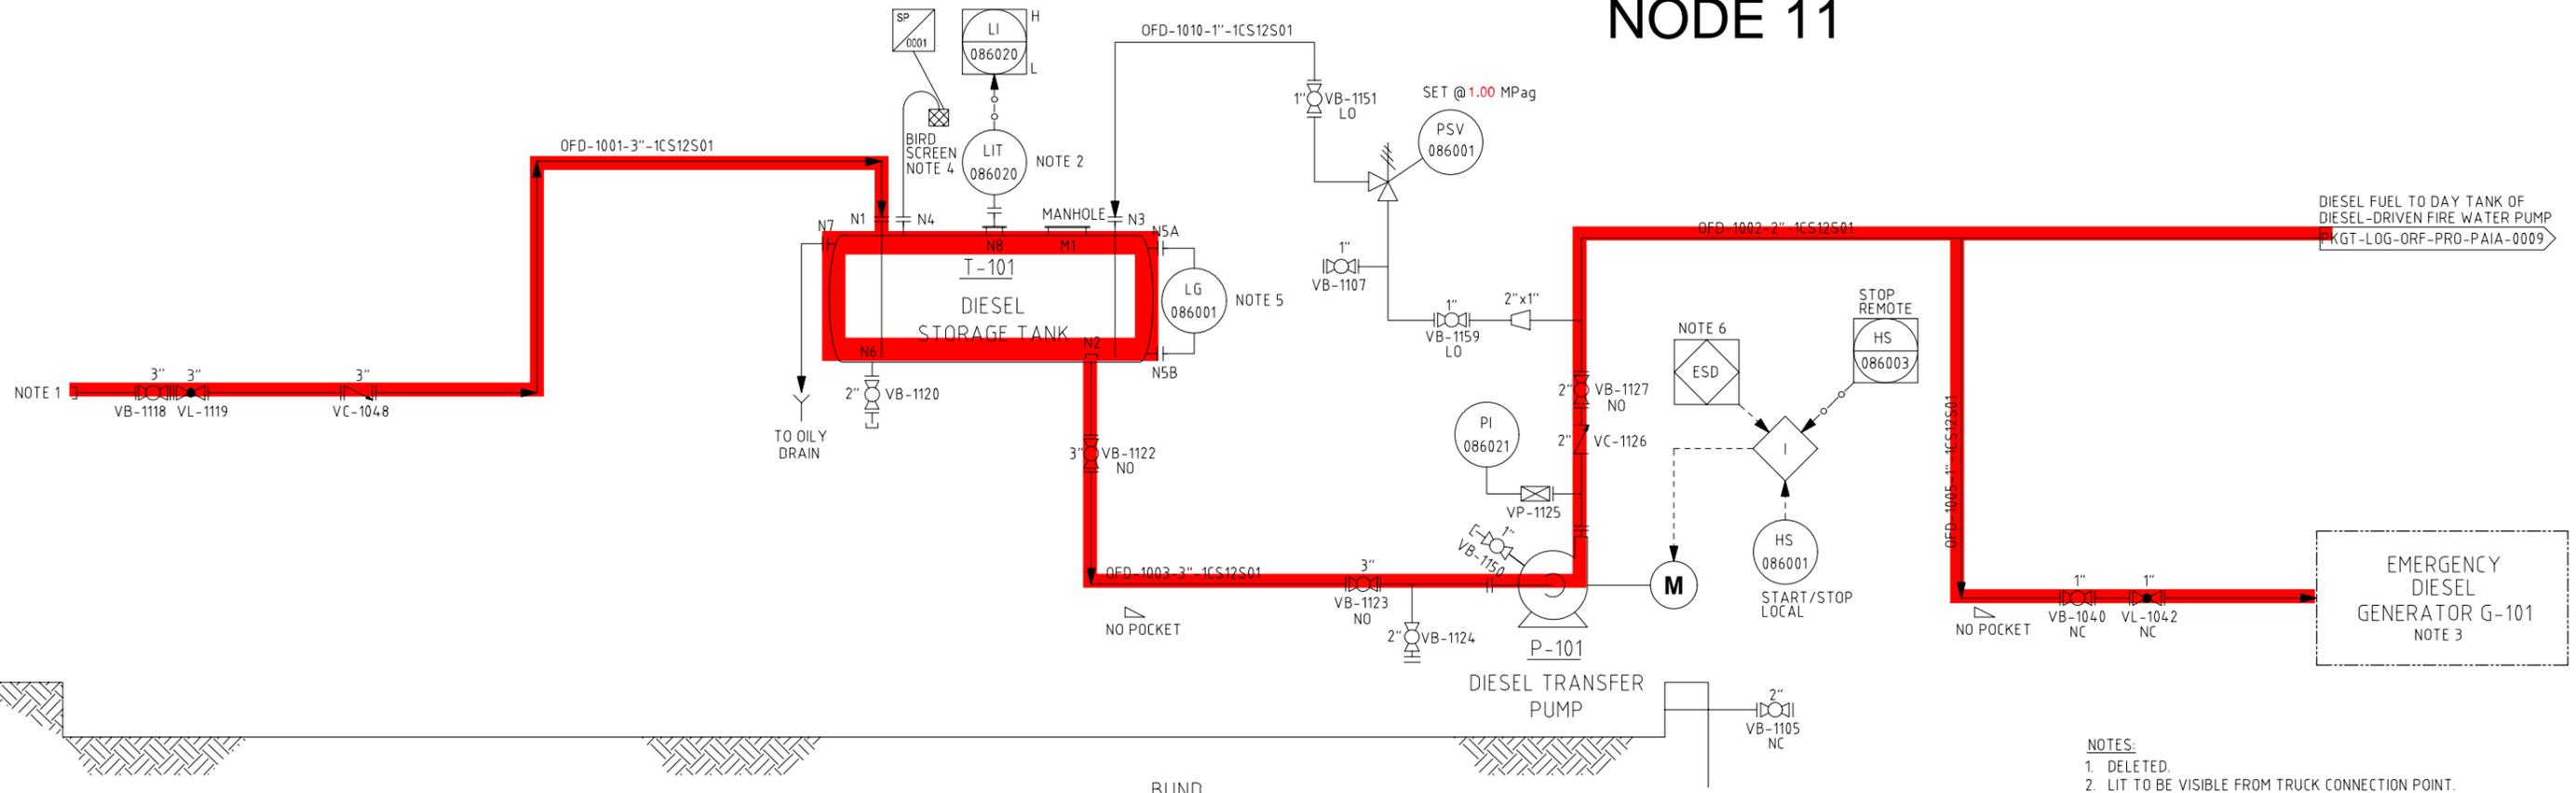 NODE 11
SP
0001
LI
086020
H
L
OFD-1010-1"-1CS12S01
1"
VB-1151
LO
SET @1.00 MPag
PSV
086001
BIRD
SCREEN
NOTE 4
LIT
086020
NOTE 2
OFD-1001-3"-1CS12S01
N7
N1
N4
MANHOLE
N3
N5A
N8
M1
T-101
DIESEL
STORAGE TANK
LG
086001
NOTE 5
N6
N2
N5B
1"
VB-1107
1"
VB-1159
LO
2"x1"
OFD-1002-2"-1CS12S01
DIESEL FUEL TO DAY TANK OF
DIESEL-DRIVEN FIRE WATER PUMP
PKGT-LOG-ORF-PRO-PAIA-0009
NOTE 1
3"
VB-1118
3"
VL-1119
3"
VC-1048
TO OILY
DRAIN
2"
VB-1120
3"
VB-1122
NO
2"
VB-1127
NO
2"
VC-1126
PI
086021
VP-1125
NOTE 6
ESD
STOP
REMOTE
HS
086003
I
HS
086001
START/STOP
LOCAL
OFD-1005-1"-1CS12S01
OFD-1003-3"-1CS12S01
NO POCKET
3"
VB-1123
NO
2"
VB-1124
1"
VB-1150
M
P-101
DIESEL TRANSFER
PUMP
NO POCKET
1"
VB-1040
NC
1"
VL-1042
NC
EMERGENCY
DIESEL
GENERATOR G-101
NOTE 3
2"
VB-1105
NC
BUND
NOTES:
1. DELETED.
2. LIT TO BE VISIBLE FROM TRUCK CONNECTION POINT.